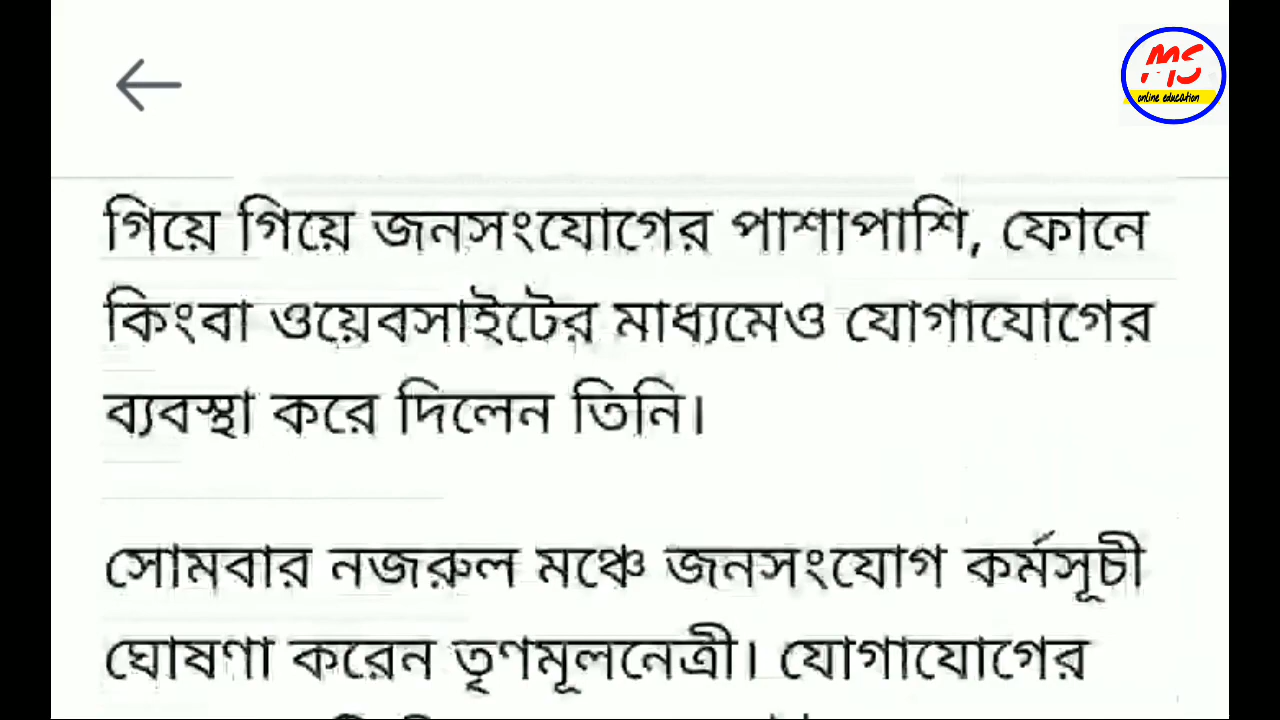 MS
online education
গিয়ে গিয়ে জনসংযোগের পাশাপাশি, ফোনে
কিংবা ওয়েবসাইটের মাধ্যমেও যোগাযোগের
ব্যবস্থা করে দিলেন তিনি।
সোমবার নজরুল মঞ্চে জনসংযোগ কর্মসূচী
ঘোষণা করেন তৃণমূলনেত্রী। যোগাযোগের